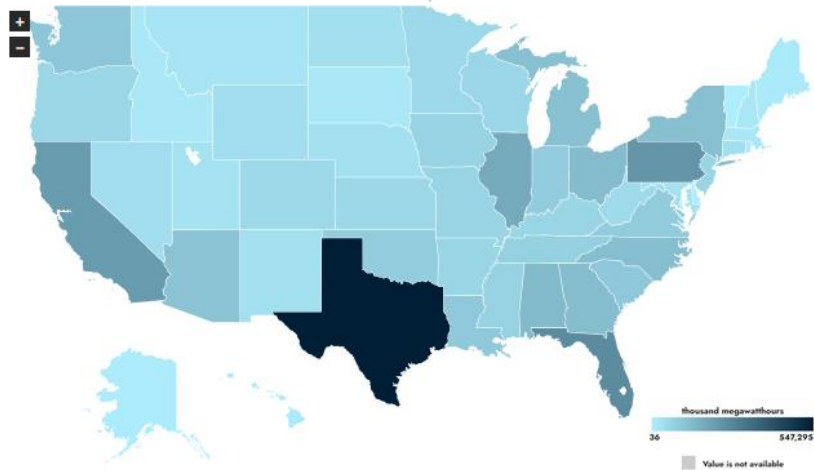 +
−
thousand megawatthours
36 547,295
Value is not available